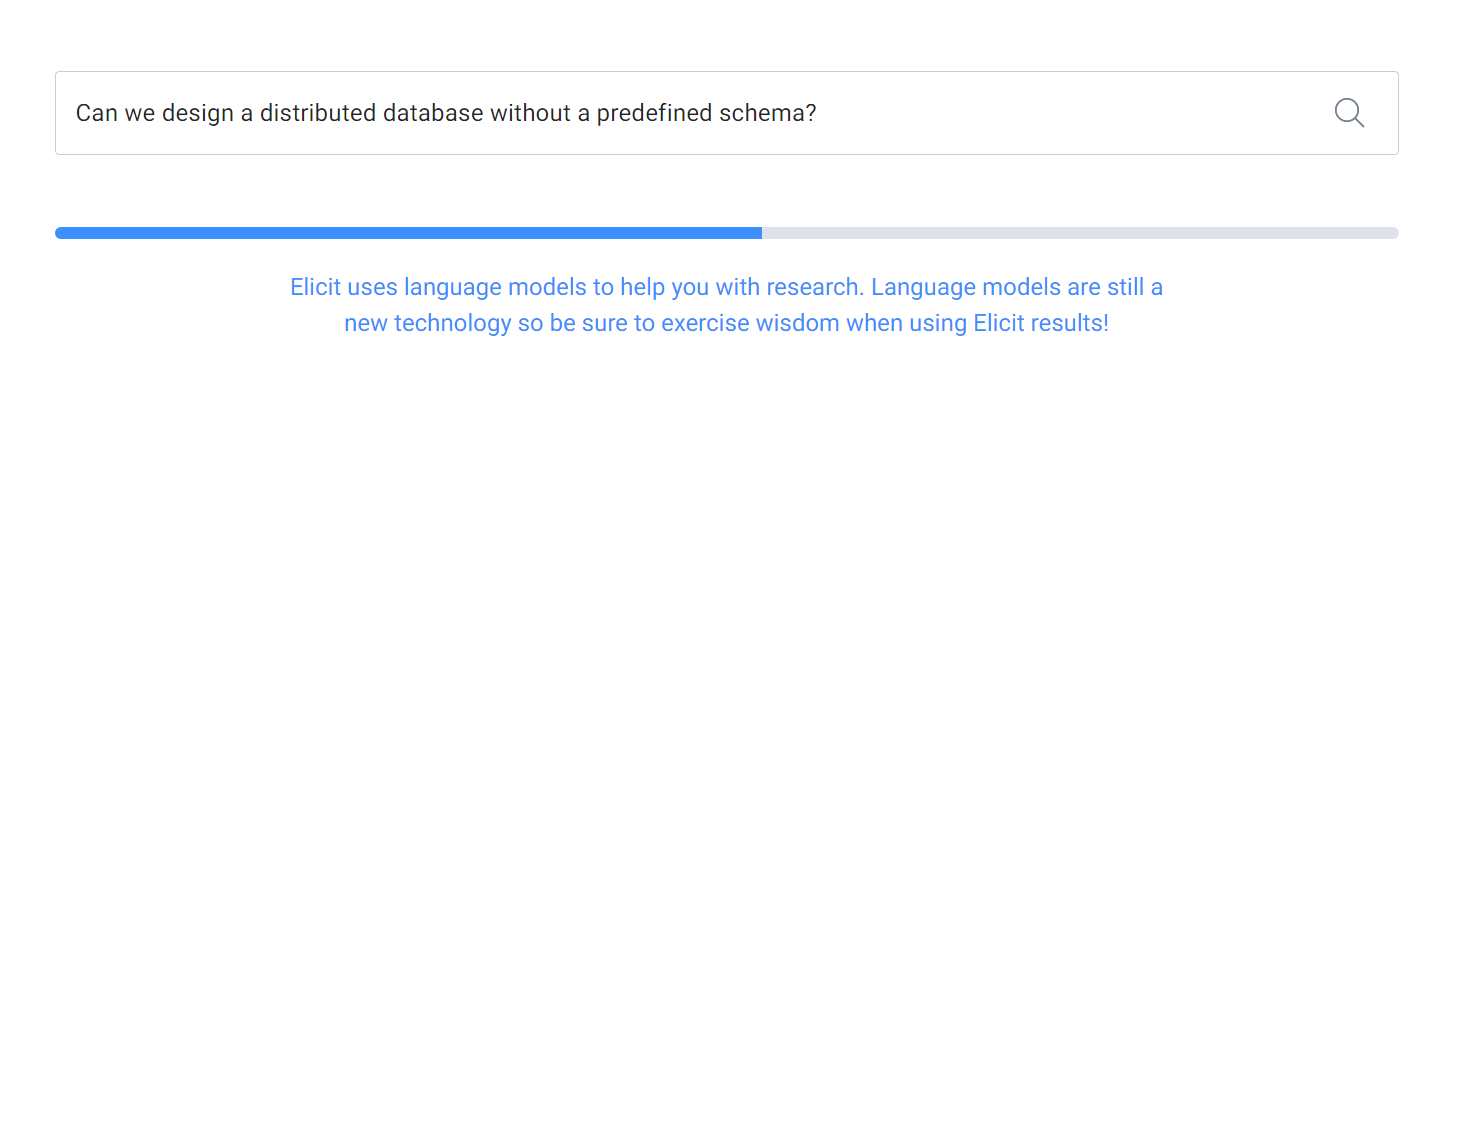 Can we design a distributed database without a predefined schema?
Elicit uses language models to help you with research. Language models are still a
new technology so be sure to exercise wisdom when using Elicit results!